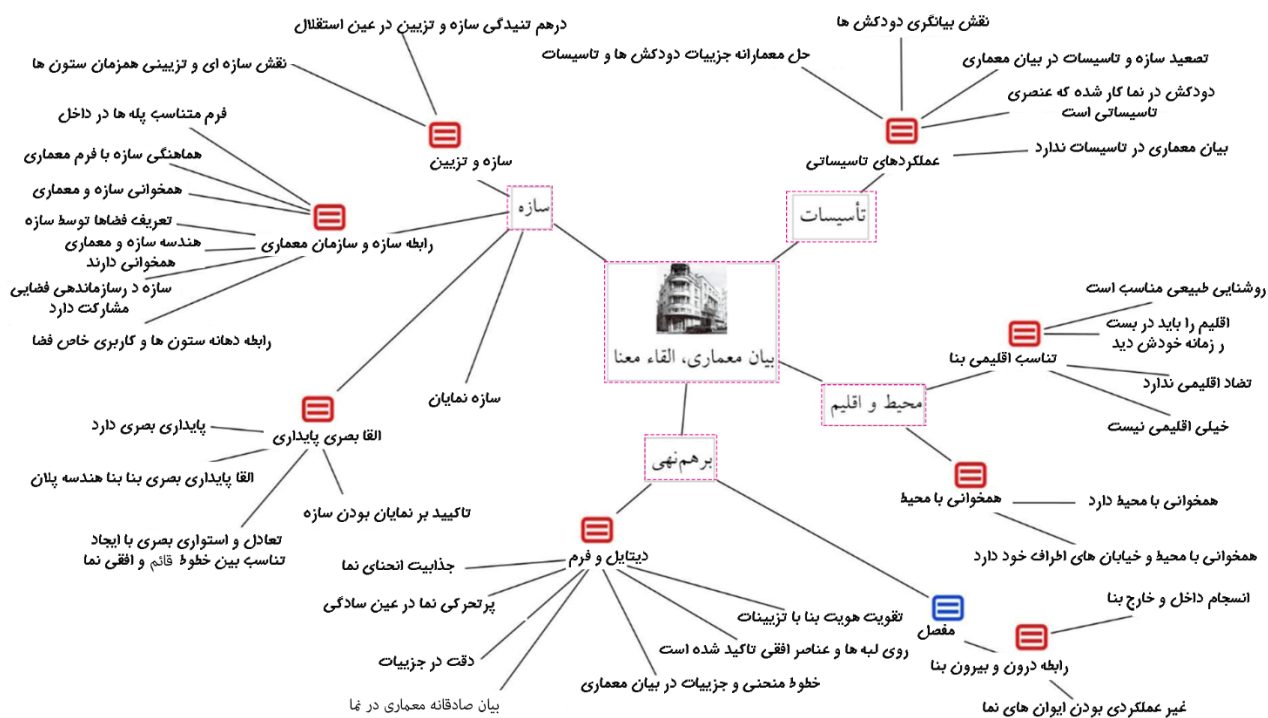 نقش بیانگری دودکش ها
حل معمارانه جزییات دودکش ها و تاسیسات
تصعید سازه و تاسیسات در بیان معماری
دودکش در نما کار شده که عنصری
تاسیساتی است
بیان معماری در تاسیسات ندارد
عملکردهای تاسیساتی
تأسیسات
درهم تنیدگی سازه و تزیین در عین استقلال
نقش سازه ای و تزیینی همزمان ستون ها
سازه و تزیین
سازه
فرم متناسب پله ها در داخل
هماهنگی سازه با فرم معماری
همخوانی سازه و معماری
تعریف فضاها توسط سازه
هندسه سازه و معماری
همخوانی دارند
سازه د رسازماندهی فضایی
مشارکت دارد
رابطه دهانه ستون ها و کاربری خاص فضا
رابطه سازه و سازمان معماری
سازه نمایان
القا بصری پایداری
پایداری بصری دارد
القا پایداری بصری بنا بنا هندسه پلان
تعادل و استواری بصری با ایجاد
تناسب بین خطوط قائم و افقی نما
تاکیید بر نمایان بودن سازه
بیان معماری، القاء معنا
محیط و اقلیم
تناسب اقلیمی بنا
روشنایی طبیعی مناسب است
اقلیم را باید در بست
ر زمانه خودش دید
تضاد اقلیمی ندارد
خیلی اقلیمی نیست
همخوانی با محیط
همخوانی با محیط دارد
همخوانی با محیط و خیابان های اطراف خود دارد
برهم‌نهی
دیتایل و فرم
جذابیت انحنای نما
پرتحرکی نما در عین سادگی
دقت در جزییات
بیان صادقانه معماری در نما
خطوط منحنی و جزییات در بیان معماری
روی لبه ها و عناصر افقی تاکید شده است
تقویت هویت بنا با تزیینات
مفصل
رابطه درون و بیرون بنا
انسجام داخل و خارج بنا
غیر عملکردی بودن ایوان های نما